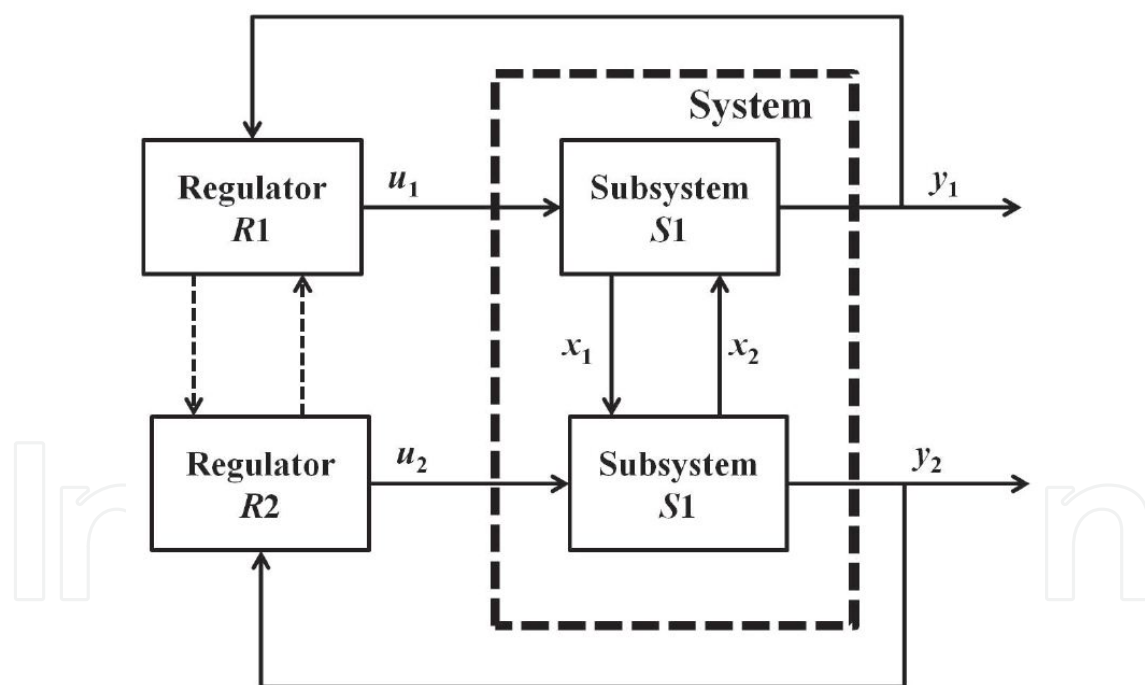 System
Regulator
R1
u₁
Subsystem
S1
y₁
x₁
x₂
Regulator
R2
u₂
Subsystem
S1
y₂